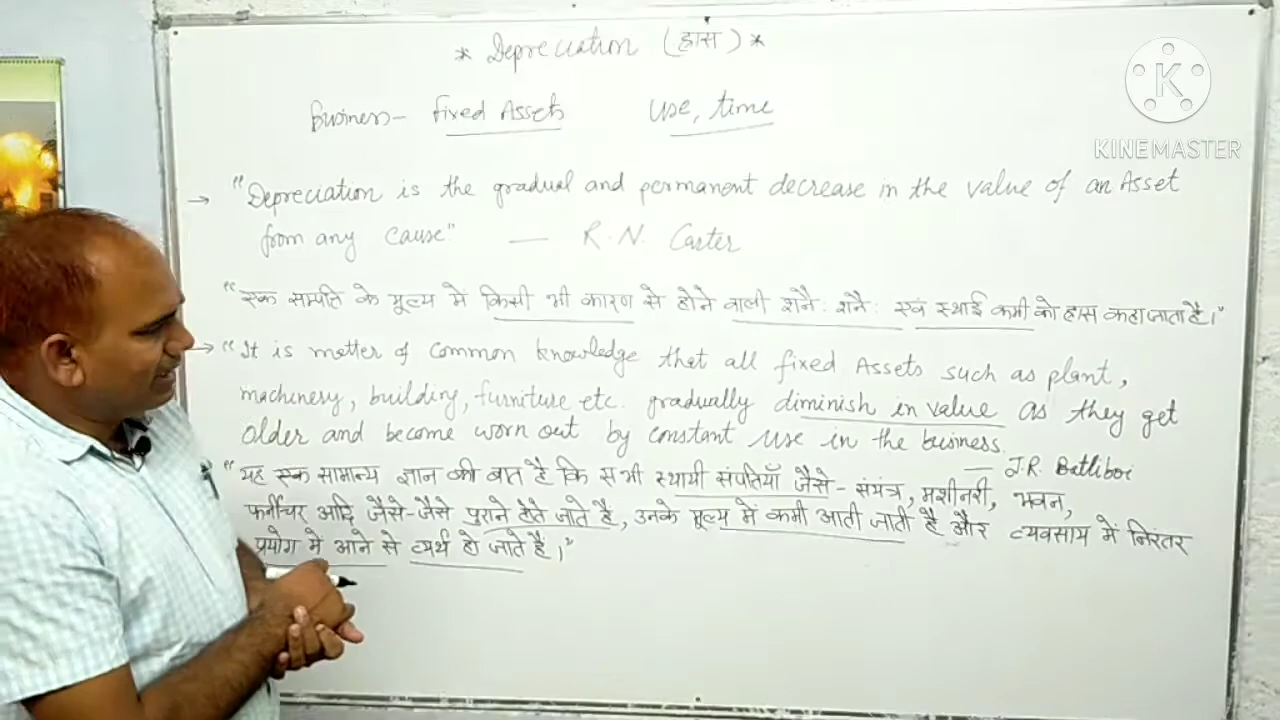 * Depreciation (ह्रास) *
KINEMASTER
Business- fixed Assets use, time
→ "Depreciation is the gradual and permanent decrease in the value of an Asset
from any cause" — R.N. Carter
"एक सम्पति के मूल्य में किसी भी कारण से होने वाली शनै: शनै: एवं स्थाई कमी को ह्रास कहा जाता है।"
→ "It is matter of common knowledge that all fixed Assets such as plant,
machinery, building, furniture etc. gradually diminish in value as they get
older and become worn out by constant use in the business.
— J.R. Batliboi
"यह एक सामान्य ज्ञान की बात है कि सभी स्थायी संपतियाँ जैसे- संयंत्र, मशीनरी, भवन,
फर्नीचर आदि जैसे-जैसे पुराने होते जाते है, उनके मूल्य में कमी आती जाती है और व्यवसाय में निरंतर
प्रयोग में आने से व्यर्थ हो जाते है।"